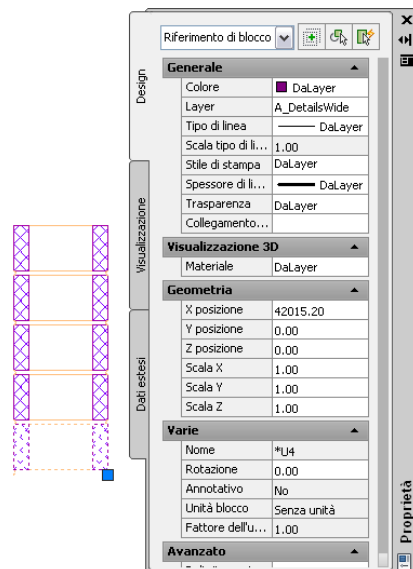 Riferimento di blocco
Design
Visualizzazione
Dati estesi
Generale
Colore DaLayer
Layer A_DetailsWide
Tipo di linea DaLayer
Scala tipo di li... 1.00
Stile di stampa DaLayer
Spessore di li... DaLayer
Trasparenza DaLayer
Collegamento...
Visualizzazione 3D
Materiale DaLayer
Geometria
X posizione 42015.20
Y posizione 0.00
Z posizione 0.00
Scala X 1.00
Scala Y 1.00
Scala Z 1.00
Varie
Nome *U4
Rotazione 0.00
Annotativo No
Unità blocco Senza unità
Fattore dell'u... 1.00
Avanzato
Proprietà